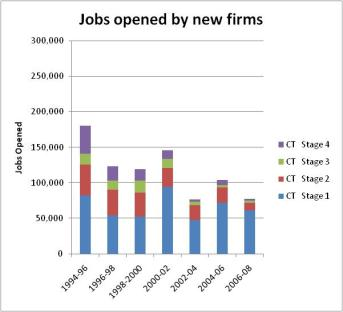 Jobs opened by new firms
300,000
250,000
200,000
150,000
100,000
50,000
0
Jobs Opened
1994-96
1996-98
1998-2000
2000-02
2002-04
2004-06
2006-08
CT Stage 4
CT Stage 3
CT Stage 2
CT Stage 1